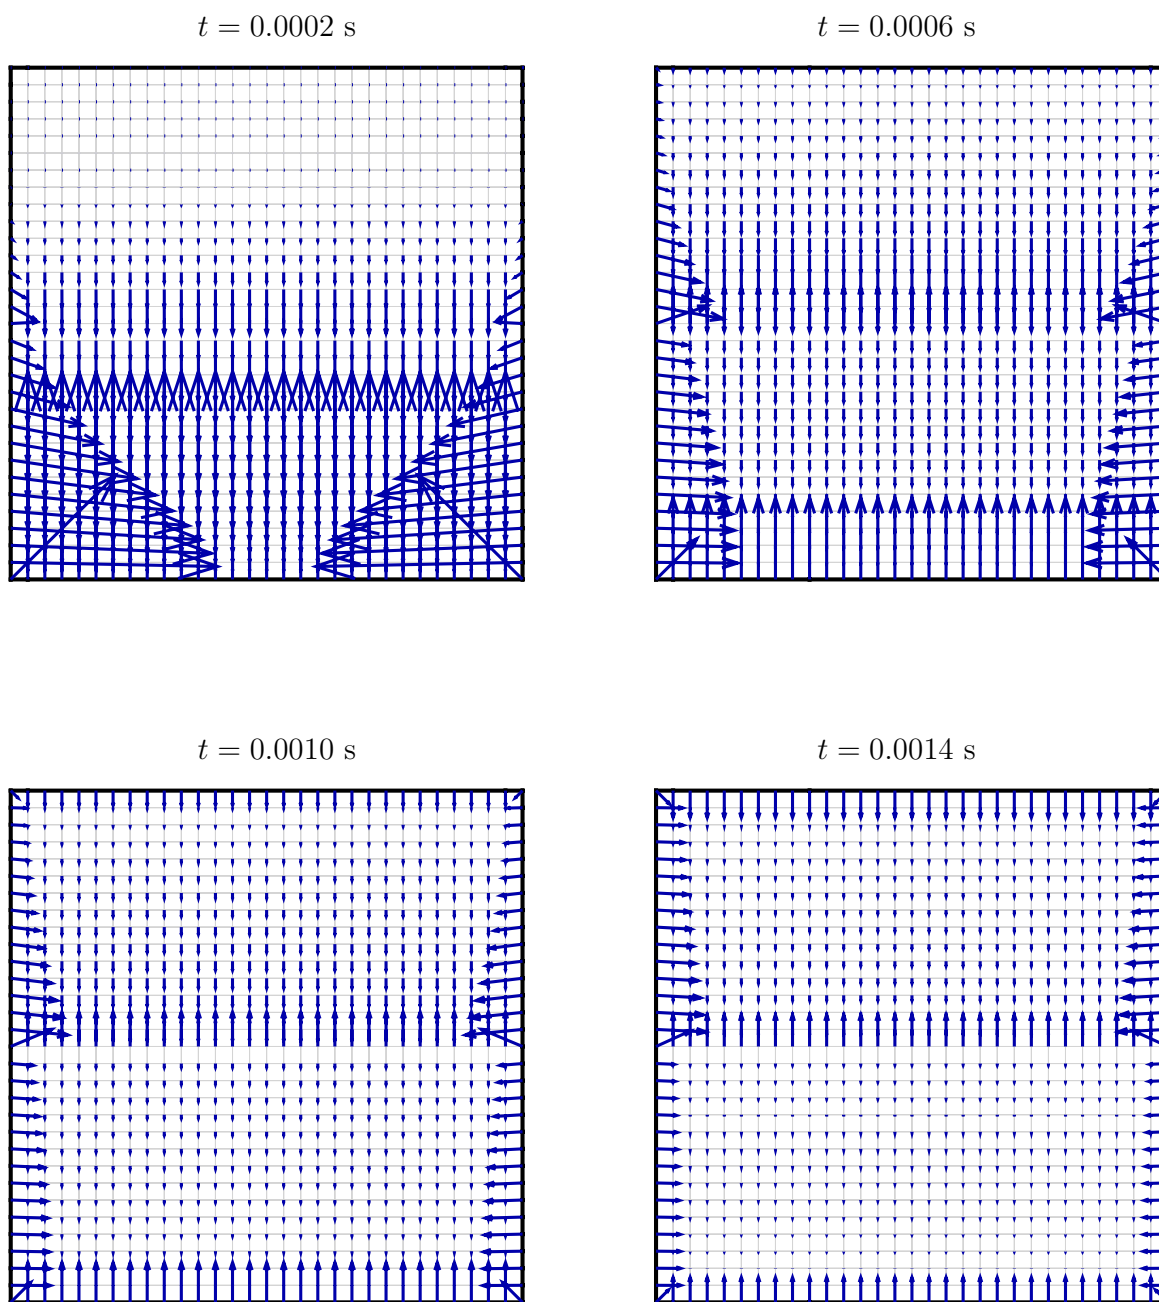 t = 0.0002 s
t = 0.0006 s
t = 0.0010 s
t = 0.0014 s